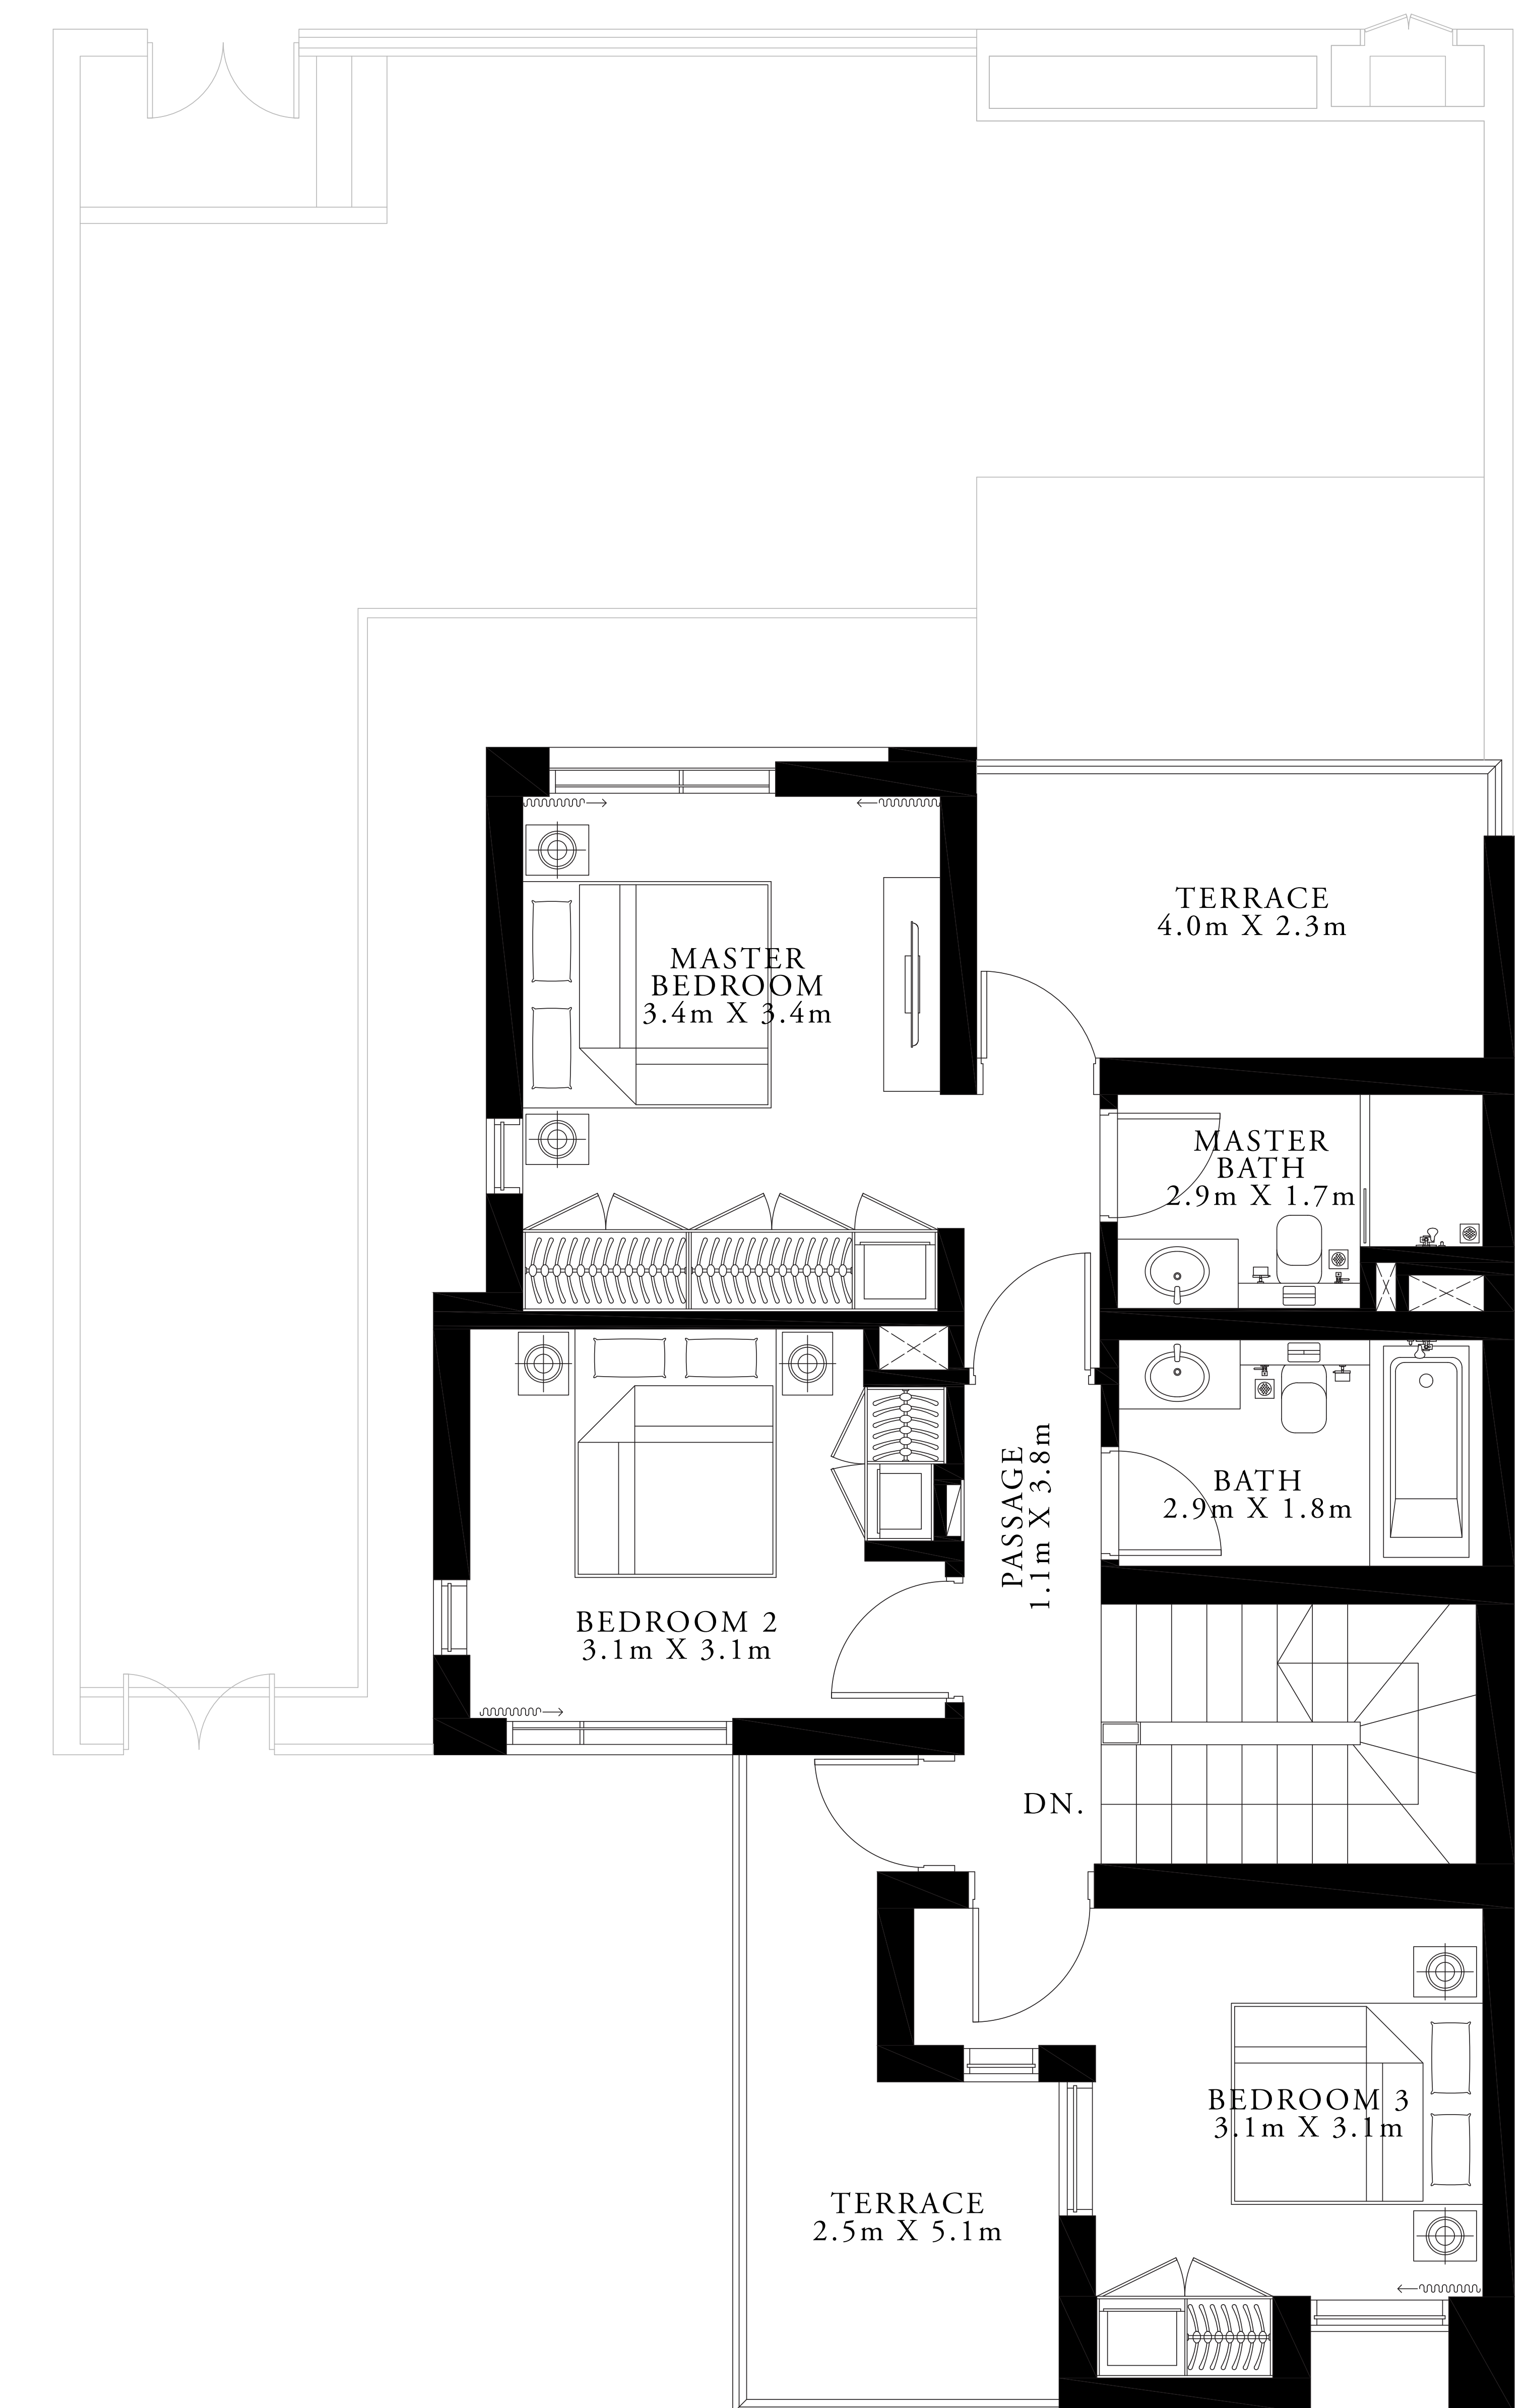 TERRACE
4.0m X 2.3m
MASTER
BEDROOM
3.4m X 3.4m
MASTER
BATH
2.9m X 1.7m
PASSAGE
1.1m X 3.8m
BATH
2.9m X 1.8m
BEDROOM 2
3.1m X 3.1m
DN.
BEDROOM 3
3.1m X 3.1m
TERRACE
2.5m X 5.1m